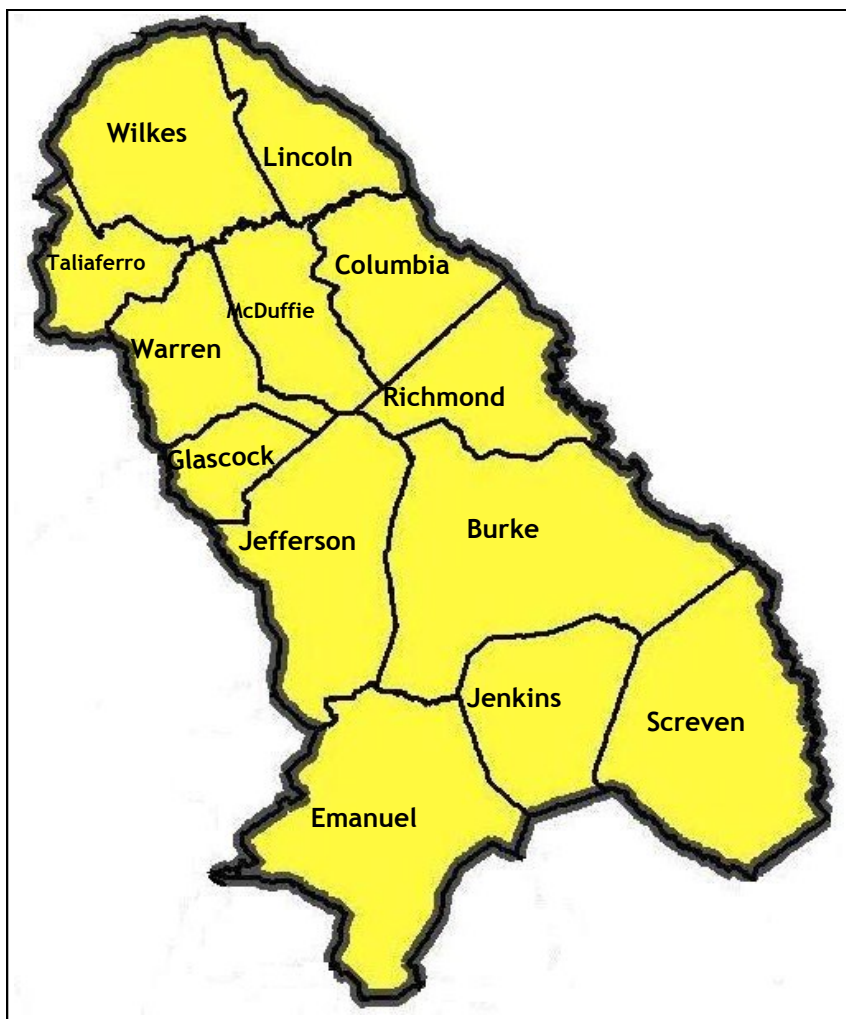 Wilkes
Lincoln
Taliaferro
Columbia
McDuffie
Warren
Richmond
Glascock
Burke
Jefferson
Jenkins
Screven
Emanuel